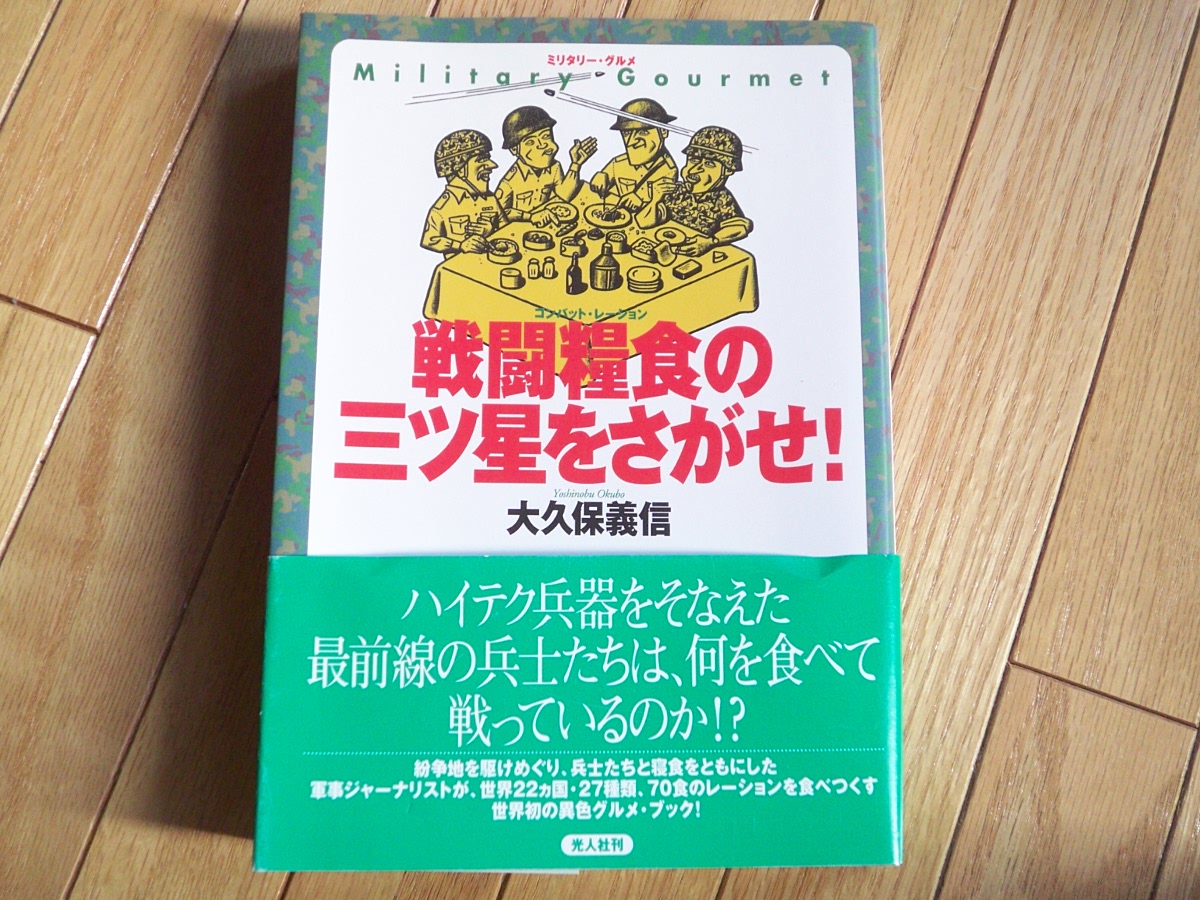 ミリタリー・グルメ
Military Gourmet
コンバット・レーション
戦闘糧食の
三ツ星をさがせ!
Yoshinobu Okubo
大久保義信
ハイテク兵器をそなえた
最前線の兵士たちは、何を食べて
戦っているのか!?
紛争地を駆けめぐり、兵士たちと寝食をともにした
軍事ジャーナリストが、世界22ヵ国・27種類、70食のレーションを食べつくす
世界初の異色グルメ・ブック!
光人社刊